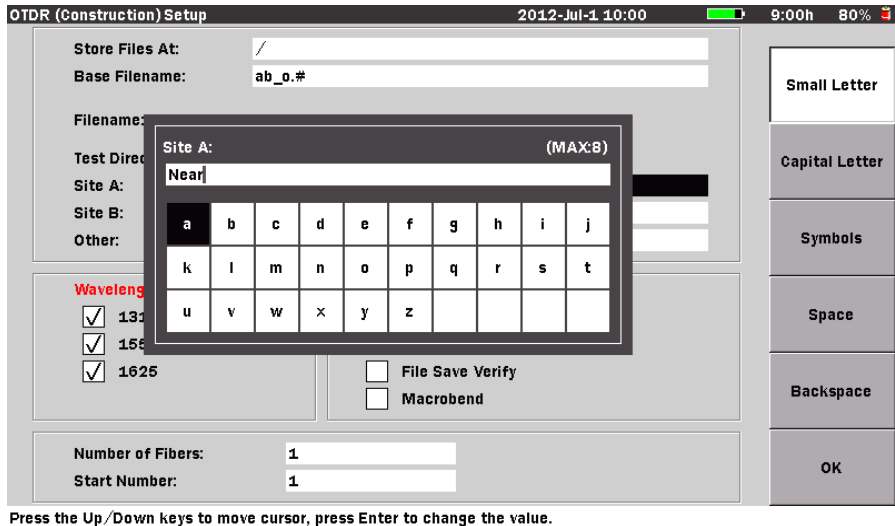 OTDR (Construction) Setup 2012-Jul-1 10:00 9:00h 80%
Store Files At: /
Base Filename: ab_o.#
Filename:
Test Direc
Site A:
Site B:
Other:
Site A: (MAX:8)
Near
a b c d e f g h i j
k l m n o p q r s t
u v w x y z
Waveleng
131
155
1625
File Save Verify
Macrobend
Number of Fibers: 1
Start Number: 1
Small Letter
Capital Letter
Symbols
Space
Backspace
OK
Press the Up/Down keys to move cursor, press Enter to change the value.